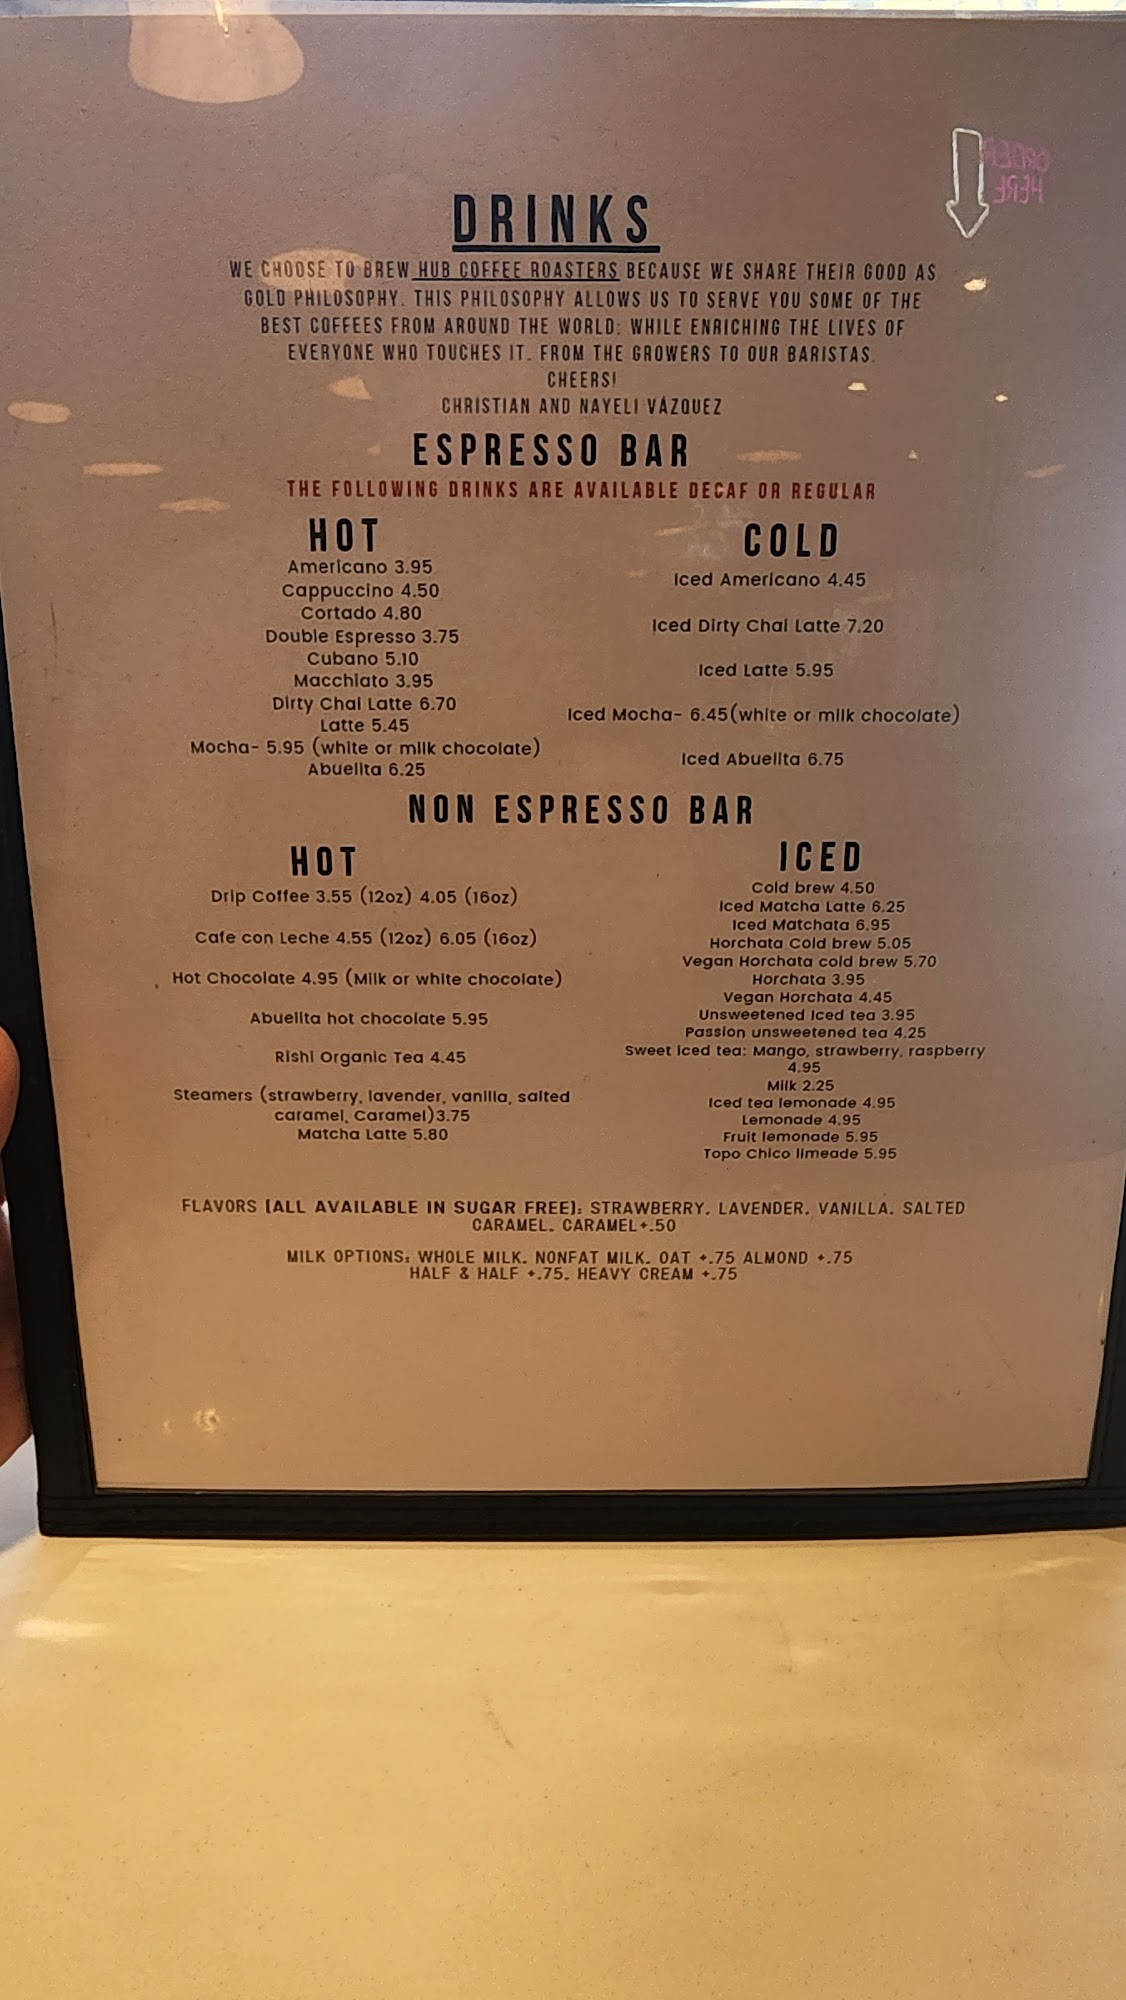 ORDER
HERE
DRINKS
WE CHOOSE TO BREW HUB COFFEE ROASTERS BECAUSE WE SHARE THEIR GOOD AS
GOLD PHILOSOPHY. THIS PHILOSOPHY ALLOWS US TO SERVE YOU SOME OF THE
BEST COFFEES FROM AROUND THE WORLD; WHILE ENRICHING THE LIVES OF
EVERYONE WHO TOUCHES IT. FROM THE GROWERS TO OUR BARISTAS.
CHEERS!
CHRISTIAN AND NAYELI VÁZQUEZ
ESPRESSO BAR
THE FOLLOWING DRINKS ARE AVAILABLE DECAF OR REGULAR
HOT
Americano 3.95
Cappuccino 4.50
Cortado 4.80
Double Espresso 3.75
Cubano 5.10
Macchiato 3.95
Dirty Chai Latte 6.70
Latte 5.45
Mocha- 5.95 (white or milk chocolate)
Abuelita 6.25
COLD
Iced Americano 4.45
Iced Dirty Chai Latte 7.20
Iced Latte 5.95
Iced Mocha- 6.45(white or milk chocolate)
Iced Abuelita 6.75
NON ESPRESSO BAR
HOT
Drip Coffee 3.55 (12oz) 4.05 (16oz)
Cafe con Leche 4.55 (12oz) 6.05 (16oz)
Hot Chocolate 4.95 (Milk or white chocolate)
Abuelita hot chocolate 5.95
Rishi Organic Tea 4.45
Steamers (strawberry, lavender, vanilla, salted
caramel, Caramel)3.75
Matcha Latte 5.80
ICED
Cold brew 4.50
Iced Matcha Latte 6.25
Iced Matchata 6.95
Horchata Cold brew 5.05
Vegan Horchata cold brew 5.70
Horchata 3.95
Vegan Horchata 4.45
Unsweetened Iced tea 3.95
Passion unsweetened tea 4.25
Sweet iced tea: Mango, strawberry, raspberry
4.95
Milk 2.25
Iced tea lemonade 4.95
Lemonade 4.95
Fruit lemonade 5.95
Topo Chico limeade 5.95
FLAVORS [ALL AVAILABLE IN SUGAR FREE]: STRAWBERRY, LAVENDER, VANILLA, SALTED
CARAMEL, CARAMEL+.50
MILK OPTIONS: WHOLE MILK, NONFAT MILK, OAT +.75 ALMOND +.75
HALF & HALF +.75, HEAVY CREAM +.75